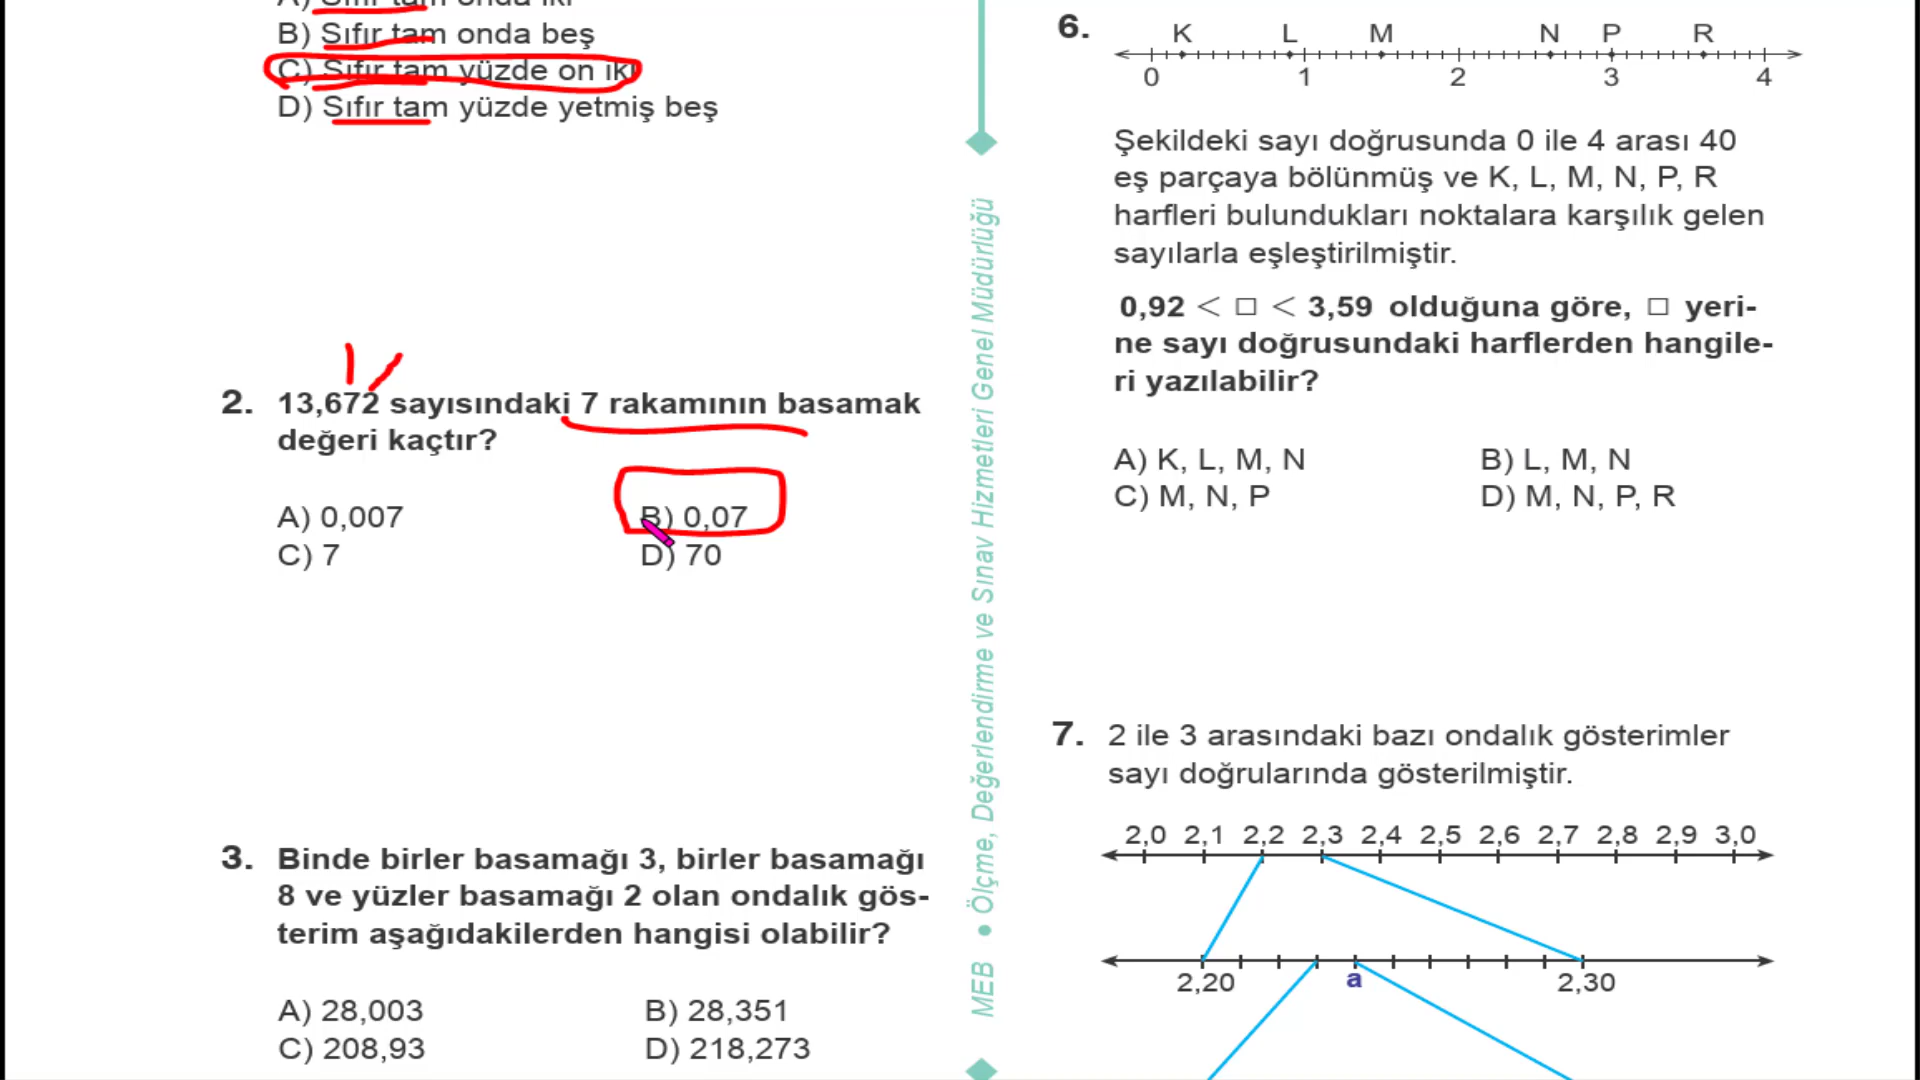 A) Sıfır tam onda iki
B) Sıfır tam onda beş
C) Sıfır tam yüzde on iki
D) Sıfır tam yüzde yetmiş beş
2. 13,672 sayısındaki 7 rakamının basamak
değeri kaçtır?
A) 0,007 B) 0,07
C) 7 D) 70
3. Binde birler basamağı 3, birler basamağı
8 ve yüzler basamağı 2 olan ondalık gös-
terim aşağıdakilerden hangisi olabilir?
A) 28,003 B) 28,351
C) 208,93 D) 218,273
MEB • Ölçme, Değerlendirme ve Sınav Hizmetleri Genel Müdürlüğü
6. K L M N P R
0 1 2 3 4
Şekildeki sayı doğrusunda 0 ile 4 arası 40
eş parçaya bölünmüş ve K, L, M, N, P, R
harfleri bulundukları noktalara karşılık gelen
sayılarla eşleştirilmiştir.
0,92 < □ < 3,59 olduğuna göre, □ yeri-
ne sayı doğrusundaki harflerden hangile-
ri yazılabilir?
A) K, L, M, N B) L, M, N
C) M, N, P D) M, N, P, R
7. 2 ile 3 arasındaki bazı ondalık gösterimler
sayı doğrularında gösterilmiştir.
2,0 2,1 2,2 2,3 2,4 2,5 2,6 2,7 2,8 2,9 3,0
2,20 a 2,30